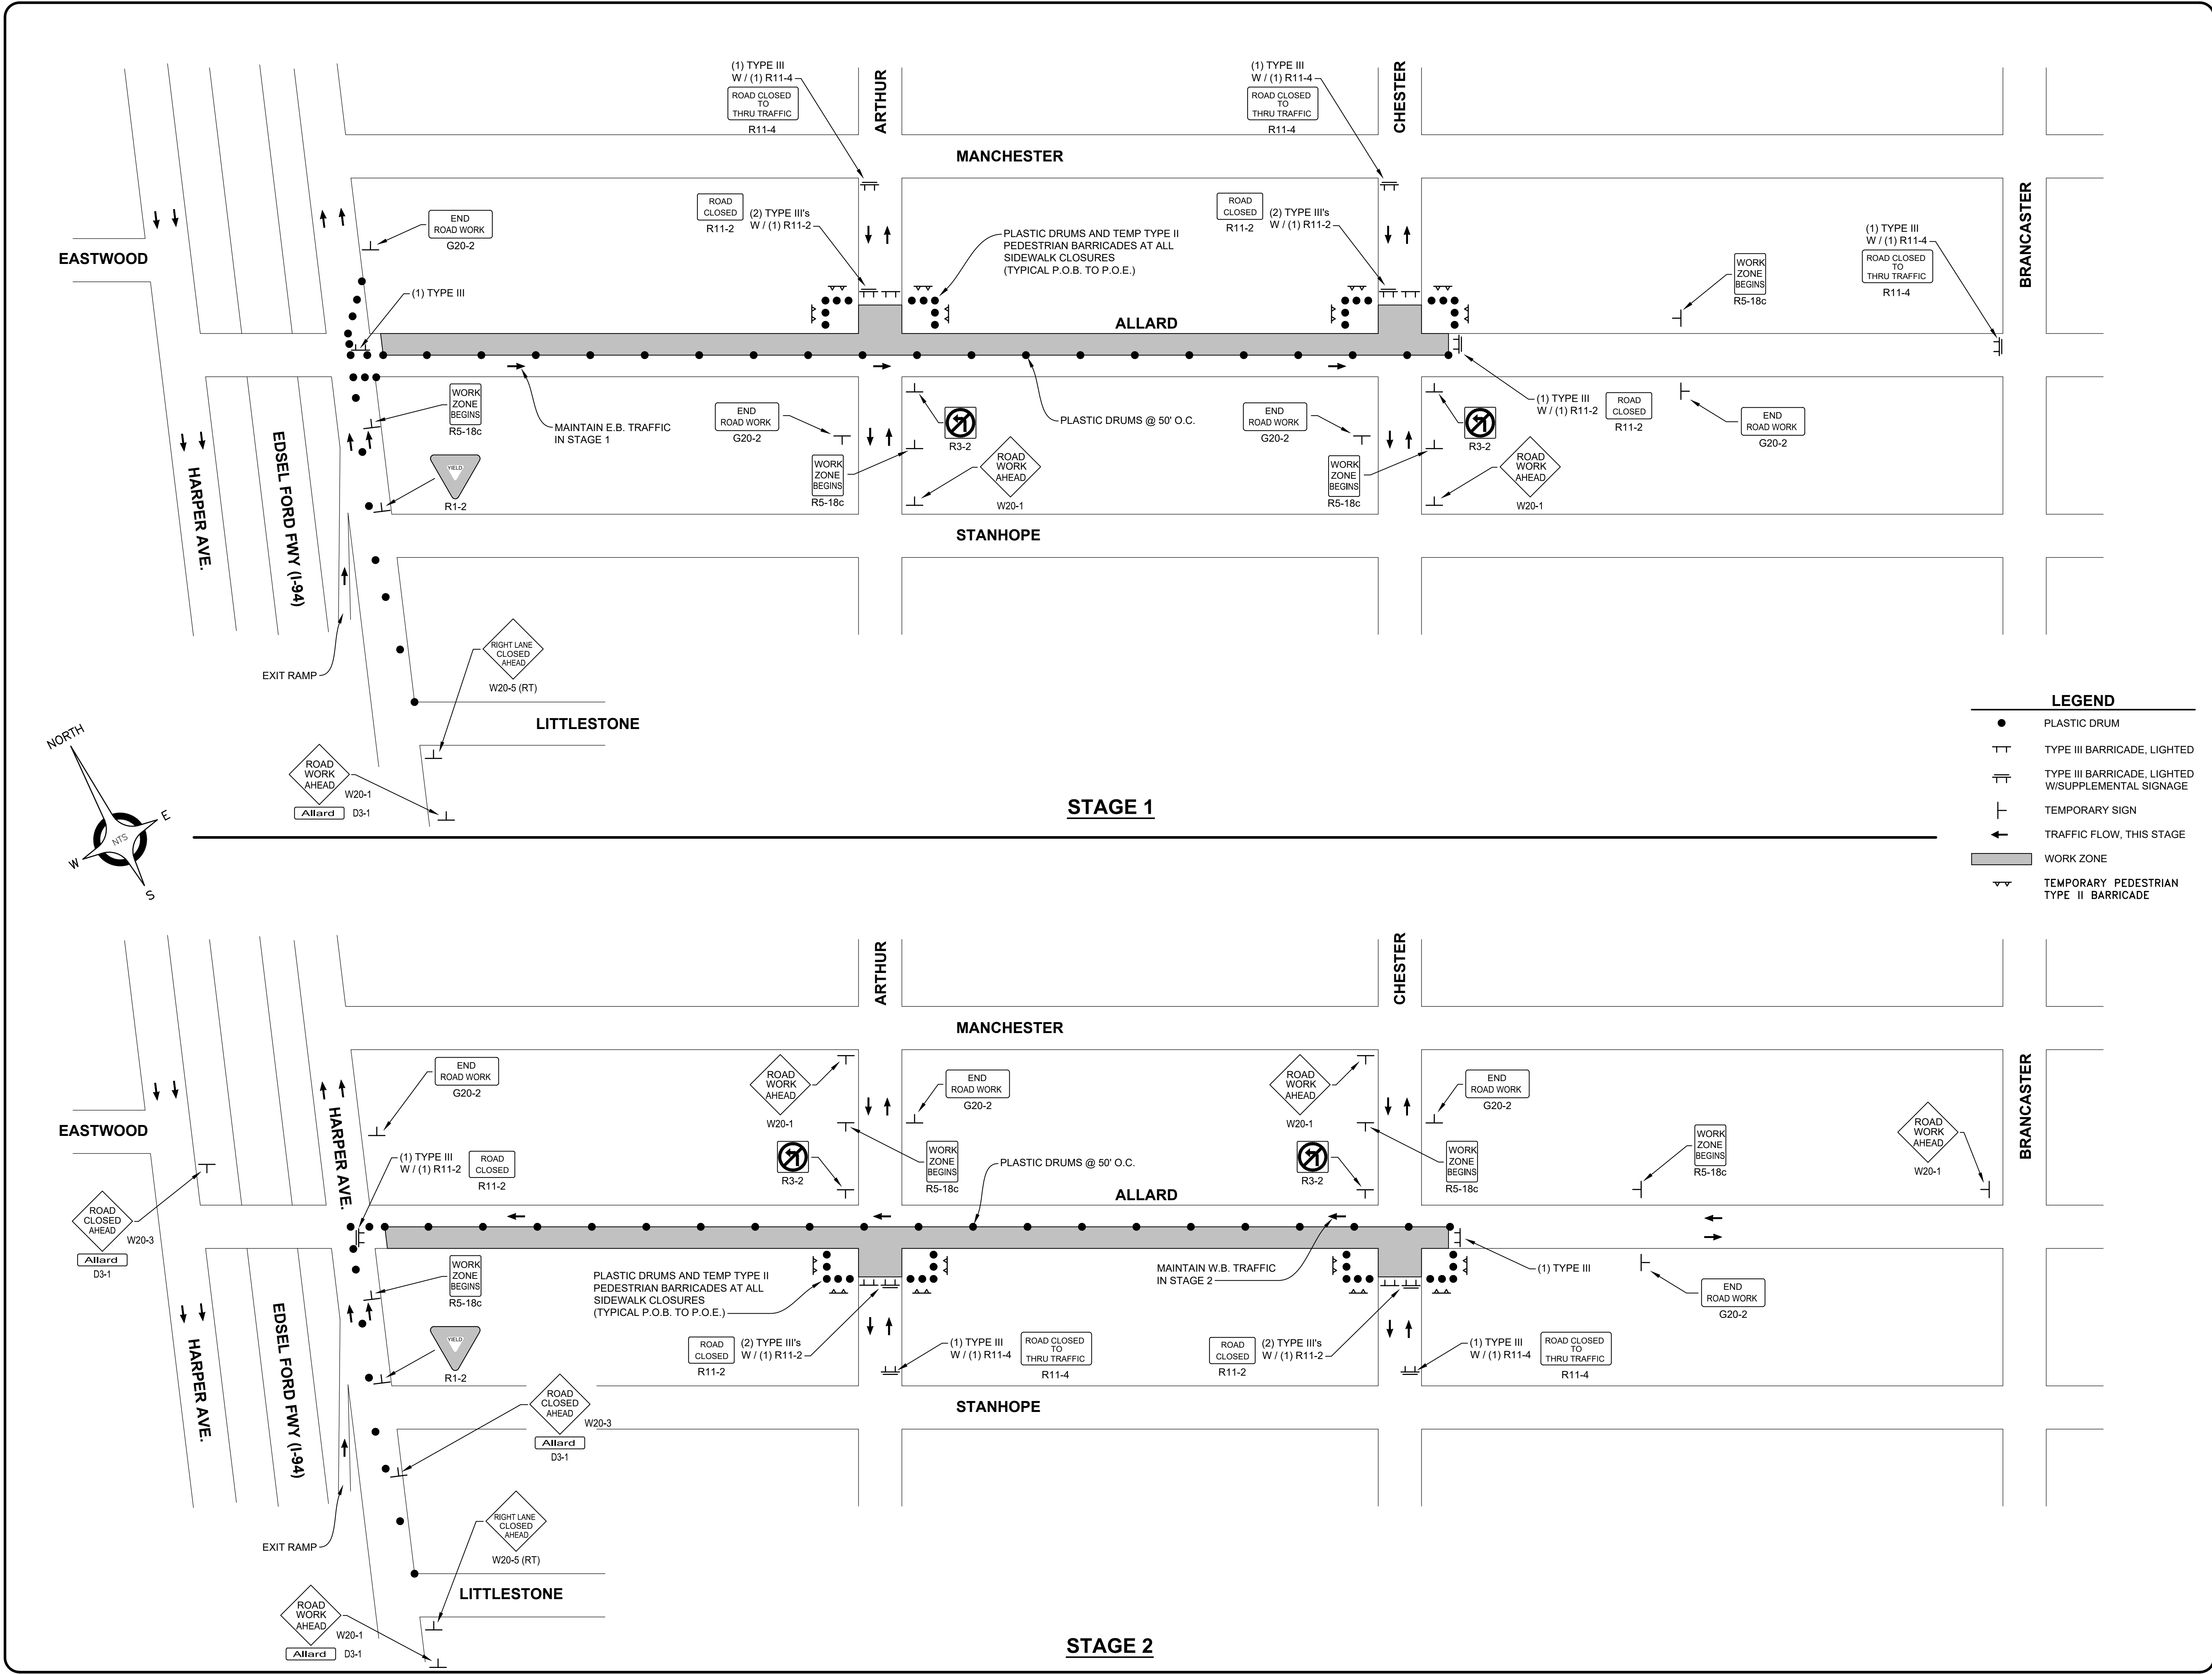 (1) TYPE III
W / (1) R11-4
ROAD CLOSED
TO
THRU TRAFFIC
R11-4
ARTHUR
(1) TYPE III
W / (1) R11-4
ROAD CLOSED
TO
THRU TRAFFIC
R11-4
CHESTER
MANCHESTER
EASTWOOD
END
ROAD WORK
G20-2
(1) TYPE III
ROAD
CLOSED
R11-2
(2) TYPE III's
W / (1) R11-2
PLASTIC DRUMS AND TEMP TYPE II
PEDESTRIAN BARRICADES AT ALL
SIDEWALK CLOSURES
(TYPICAL P.O.B. TO P.O.E.)
ROAD
CLOSED
R11-2
(2) TYPE III's
W / (1) R11-2
WORK
ZONE
BEGINS
R5-18c
(1) TYPE III
W / (1) R11-4
ROAD CLOSED
TO
THRU TRAFFIC
R11-4
BRANCASTER
ALLARD
WORK
ZONE
BEGINS
R5-18c
MAINTAIN E.B. TRAFFIC
IN STAGE 1
END
ROAD WORK
G20-2
WORK
ZONE
BEGINS
R5-18c
R3-2
ROAD
WORK
AHEAD
W20-1
PLASTIC DRUMS @ 50' O.C.
END
ROAD WORK
G20-2
WORK
ZONE
BEGINS
R5-18c
R3-2
ROAD
WORK
AHEAD
W20-1
(1) TYPE III
W / (1) R11-2
ROAD
CLOSED
R11-2
END
ROAD WORK
G20-2
HARPER AVE.
EDSEL FORD FWY (I-94)
YIELD
R1-2
STANHOPE
EXIT RAMP
RIGHT LANE
CLOSED
AHEAD
W20-5 (RT)
LITTLESTONE
ROAD
WORK
AHEAD
W20-1
Allard
D3-1
NORTH
E
W
S
NTS
STAGE 1
LEGEND
PLASTIC DRUM
TYPE III BARRICADE, LIGHTED
TYPE III BARRICADE, LIGHTED
W/SUPPLEMENTAL SIGNAGE
TEMPORARY SIGN
TRAFFIC FLOW, THIS STAGE
WORK ZONE
TEMPORARY PEDESTRIAN
TYPE II BARRICADE
ARTHUR
CHESTER
MANCHESTER
EASTWOOD
HARPER AVE.
END
ROAD WORK
G20-2
(1) TYPE III
W / (1) R11-2
ROAD
CLOSED
R11-2
ROAD
WORK
AHEAD
W20-1
R3-2
END
ROAD WORK
G20-2
WORK
ZONE
BEGINS
R5-18c
PLASTIC DRUMS @ 50' O.C.
ROAD
WORK
AHEAD
W20-1
R3-2
END
ROAD WORK
G20-2
WORK
ZONE
BEGINS
R5-18c
WORK
ZONE
BEGINS
R5-18c
ROAD
WORK
AHEAD
W20-1
BRANCASTER
ALLARD
ROAD
CLOSED
AHEAD
W20-3
Allard
D3-1
WORK
ZONE
BEGINS
R5-18c
PLASTIC DRUMS AND TEMP TYPE II
PEDESTRIAN BARRICADES AT ALL
SIDEWALK CLOSURES
(TYPICAL P.O.B. TO P.O.E.)
MAINTAIN W.B. TRAFFIC
IN STAGE 2
(1) TYPE III
END
ROAD WORK
G20-2
HARPER AVE.
EDSEL FORD FWY (I-94)
YIELD
R1-2
ROAD
CLOSED
R11-2
(2) TYPE III's
W / (1) R11-2
(1) TYPE III
W / (1) R11-4
ROAD CLOSED
TO
THRU TRAFFIC
R11-4
ROAD
CLOSED
R11-2
(2) TYPE III's
W / (1) R11-2
(1) TYPE III
W / (1) R11-4
ROAD CLOSED
TO
THRU TRAFFIC
R11-4
ROAD
CLOSED
AHEAD
W20-3
Allard
D3-1
STANHOPE
EXIT RAMP
RIGHT LANE
CLOSED
AHEAD
W20-5 (RT)
LITTLESTONE
ROAD
WORK
AHEAD
W20-1
Allard
D3-1
STAGE 2